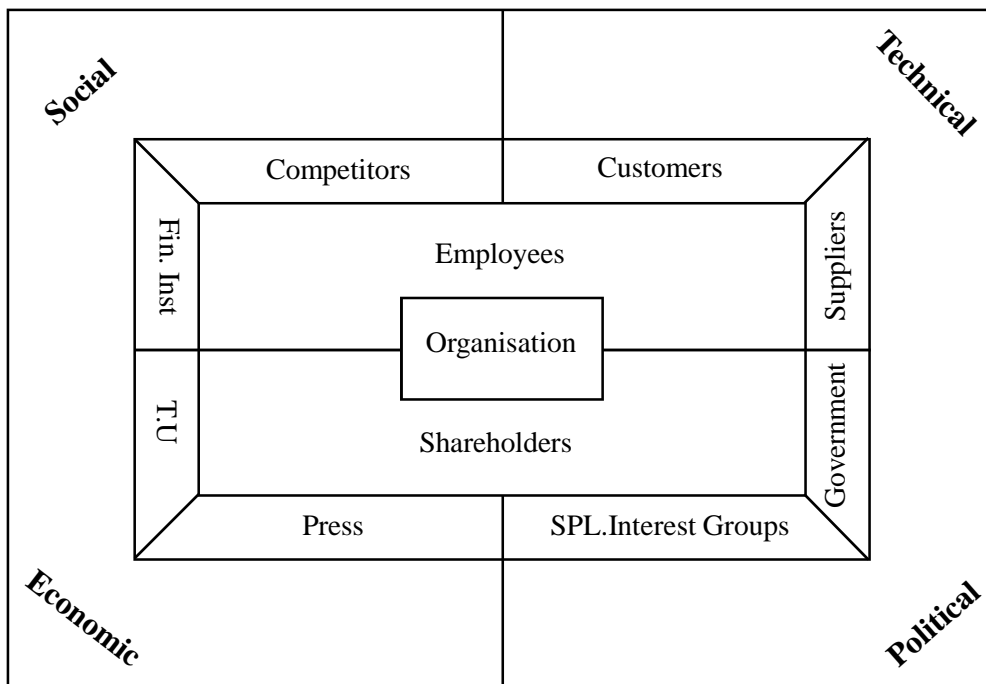 Social
Technical
Competitors
Customers
Fin. Inst
Employees
Suppliers
Organisation
T.U
Shareholders
Government
Press
SPL.Interest Groups
Economic
Political